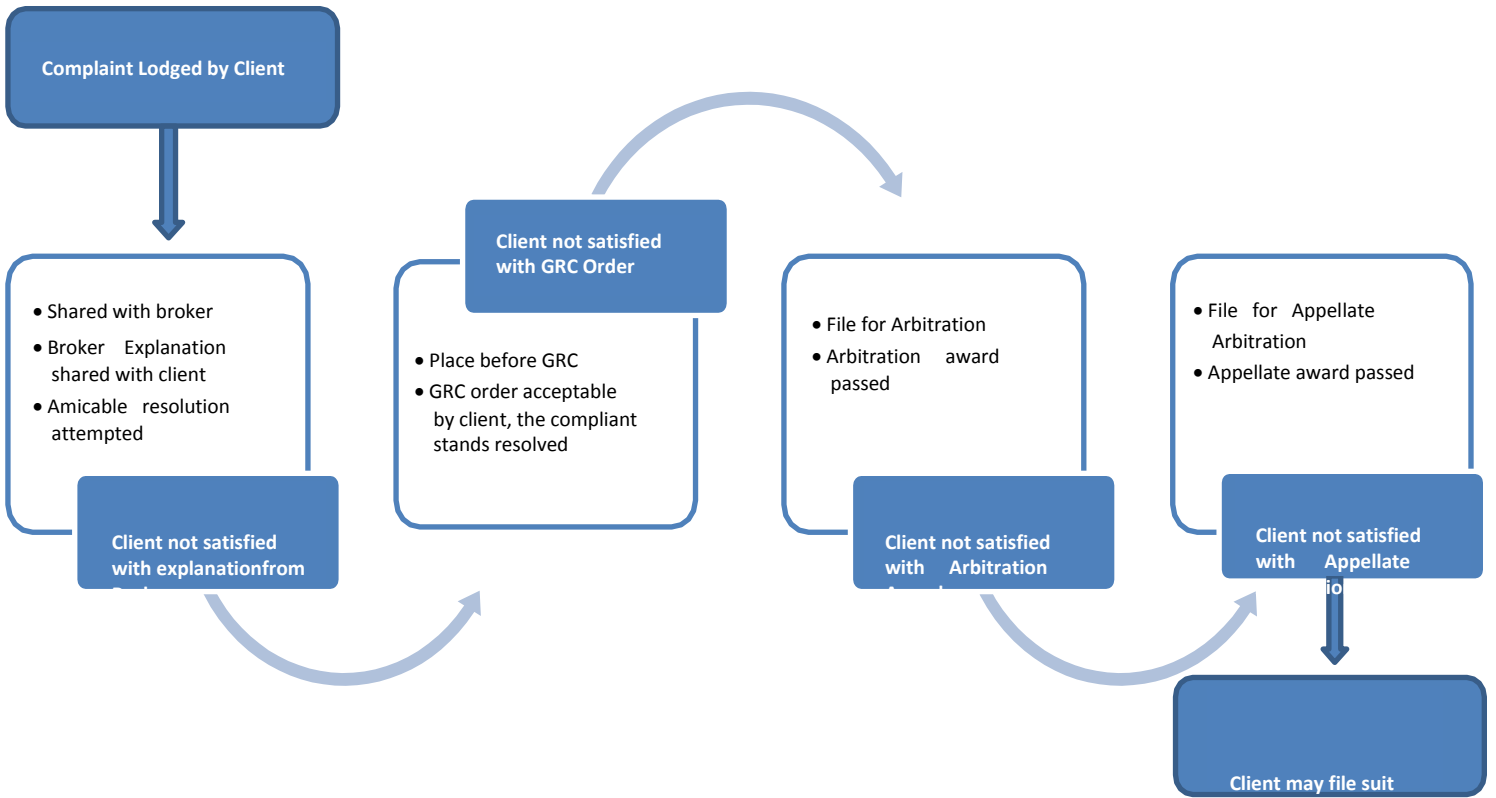 Complaint Lodged by Client
• Shared with broker
• Broker Explanation
shared with client
• Amicable resolution
attempted
Client not satisfied
with explanationfrom
Client not satisfied
with GRC Order
• Place before GRC
• GRC order acceptable
by client, the compliant
stands resolved
• File for Arbitration
• Arbitration award
passed
Client not satisfied
with Arbitration
• File for Appellate
Arbitration
• Appellate award passed
Client not satisfied
with Appellate
Client may file suit